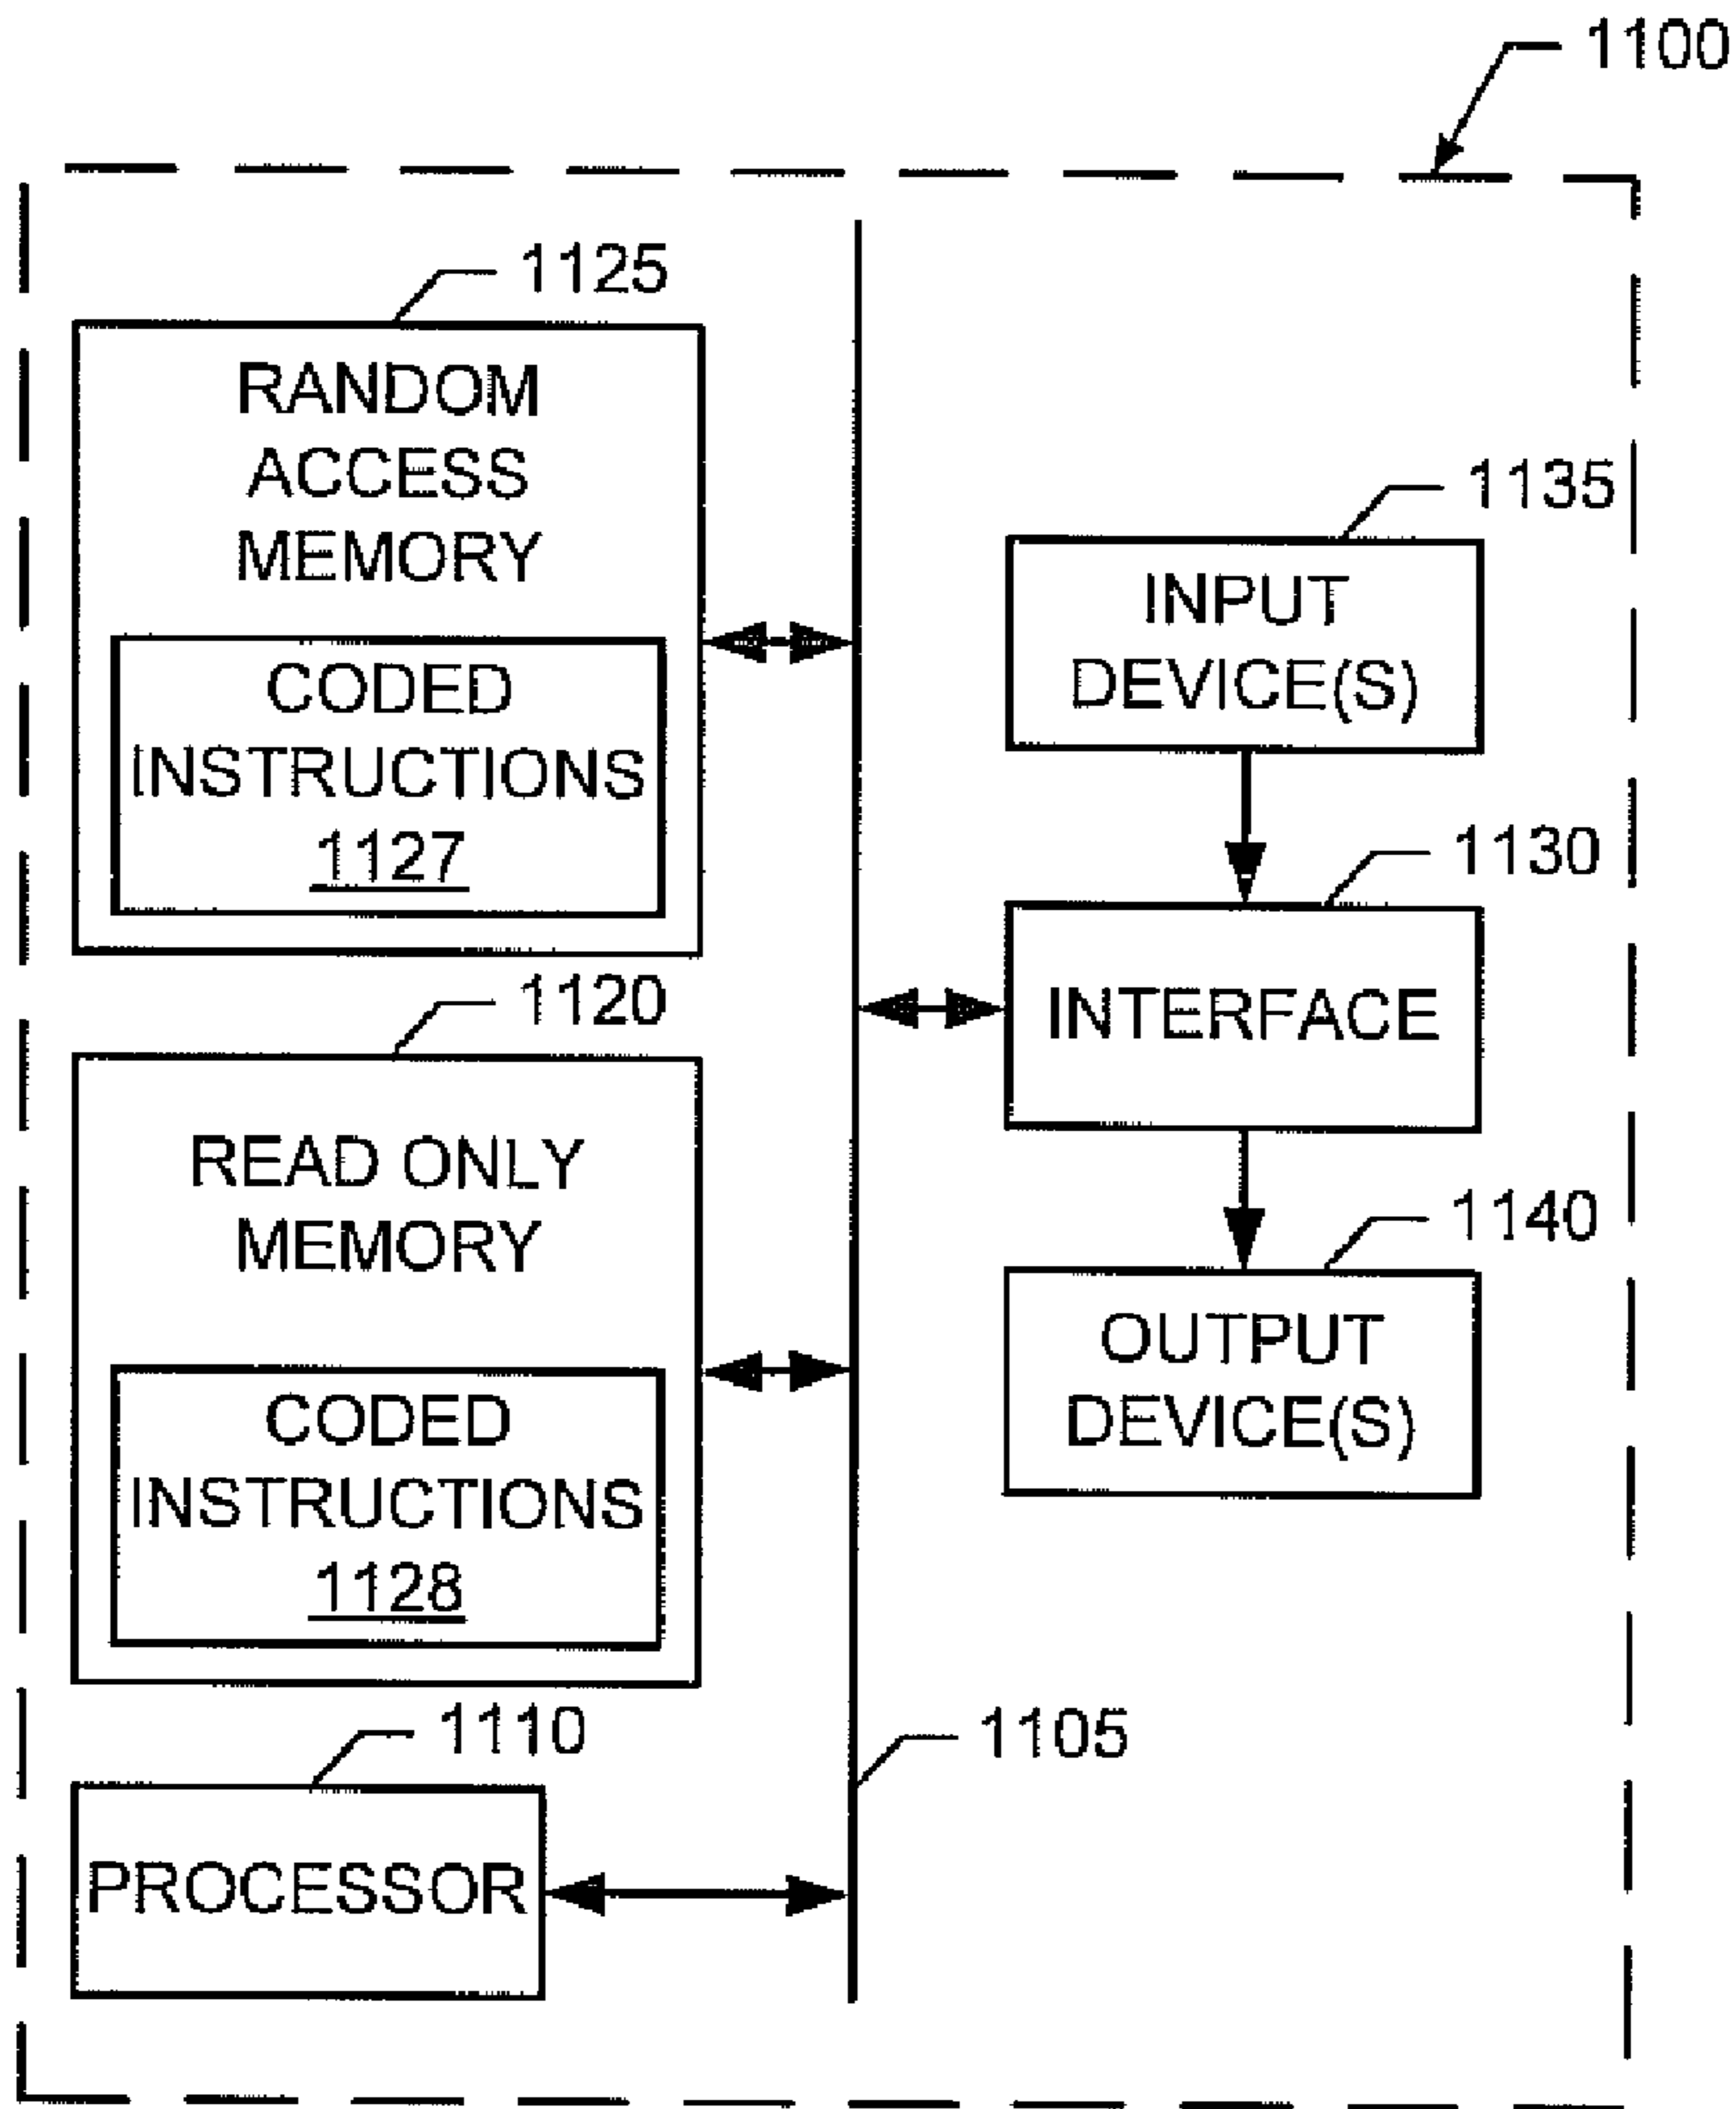 1100
1125
RANDOM
ACCESS
MEMORY
CODED
INSTRUCTIONS
1127
1120
READ ONLY
MEMORY
CODED
INSTRUCTIONS
1128
1110
PROCESSOR
1105
1135
INPUT
DEVICE(S)
1130
INTERFACE
1140
OUTPUT
DEVICE(S)